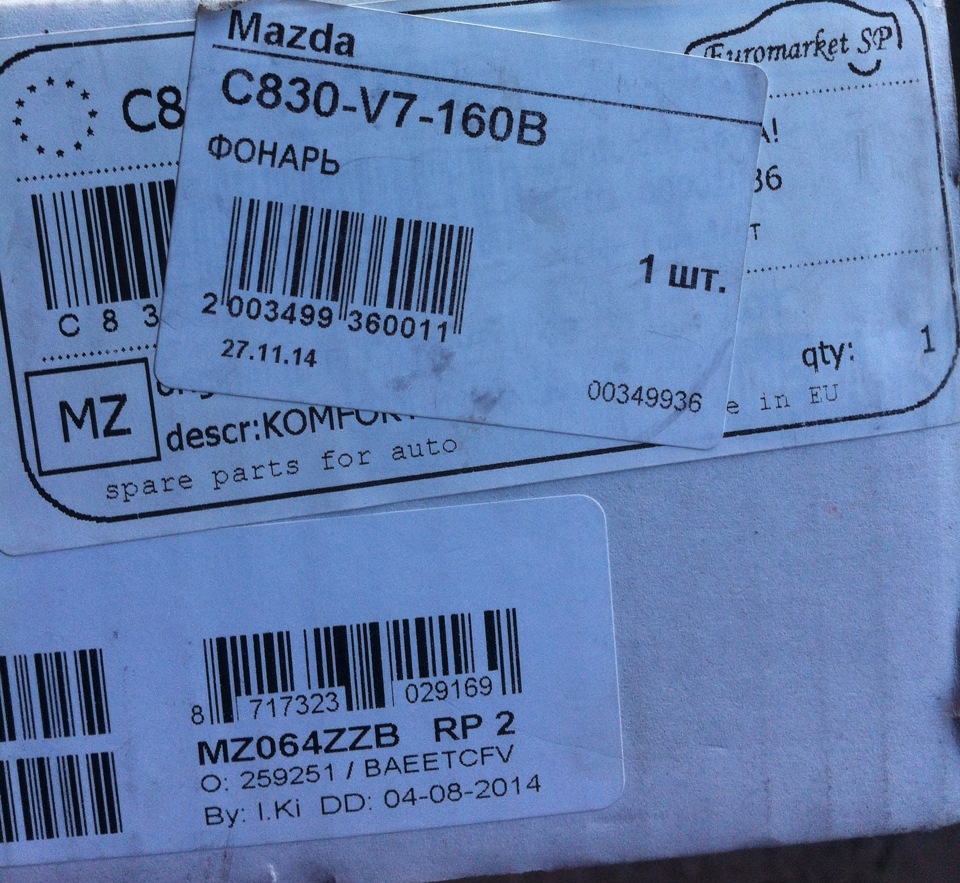 Mazda
C830-V7-160B
ФОНАРЬ
2 003499 360011
1 шт.
27.11.14
00349936
Euromarket SP
C8
C 8 3
qty: 1
in EU
MZ
descr:KOMFORT
spare parts for auto
8 717323 029169
MZ064ZZB RP 2
O: 259251 / BAEETCFV
By: I.Ki DD: 04-08-2014